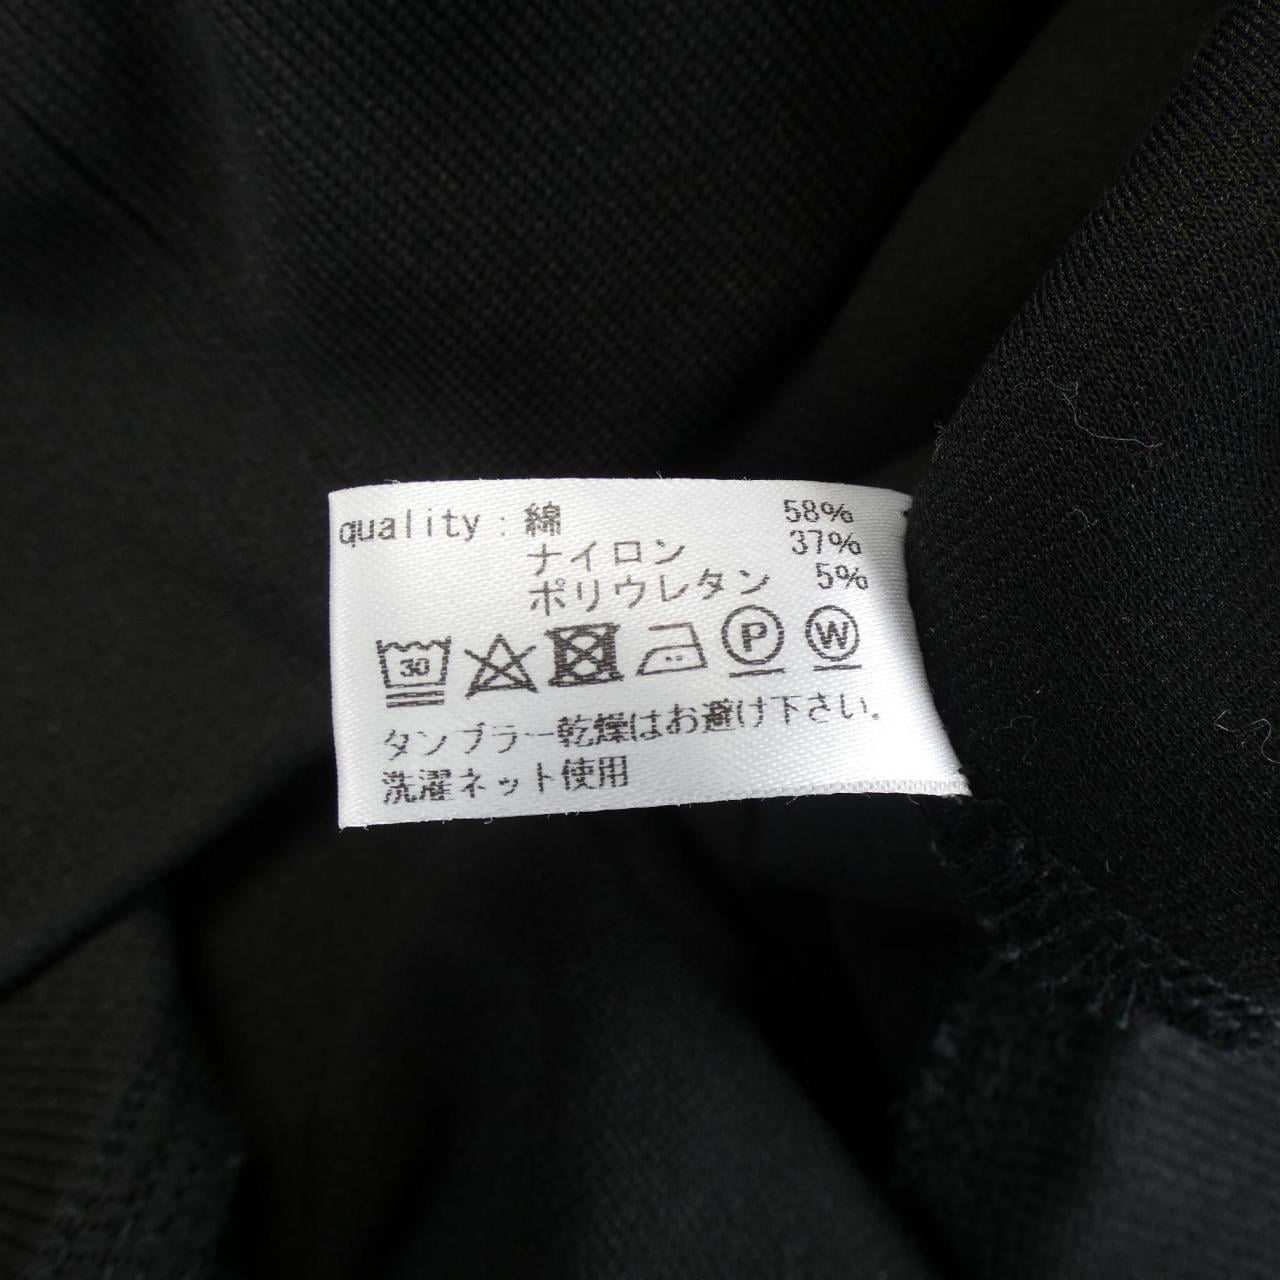 quality : 綿 58%
ナイロン 37%
ポリウレタン 5%
30 P W
タンブラー乾燥はお避け下さい。
洗濯ネット使用